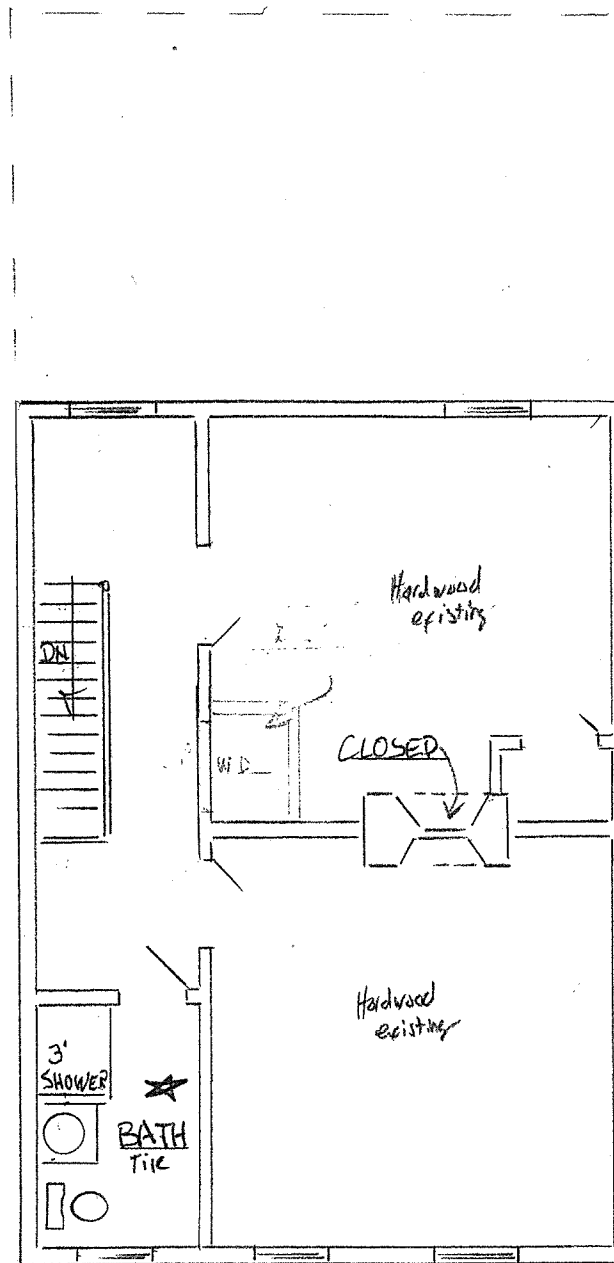 Hardwood
existing
DN
W D
CLOSED
Hardwood
existing
3'
SHOWER
BATH
Tile